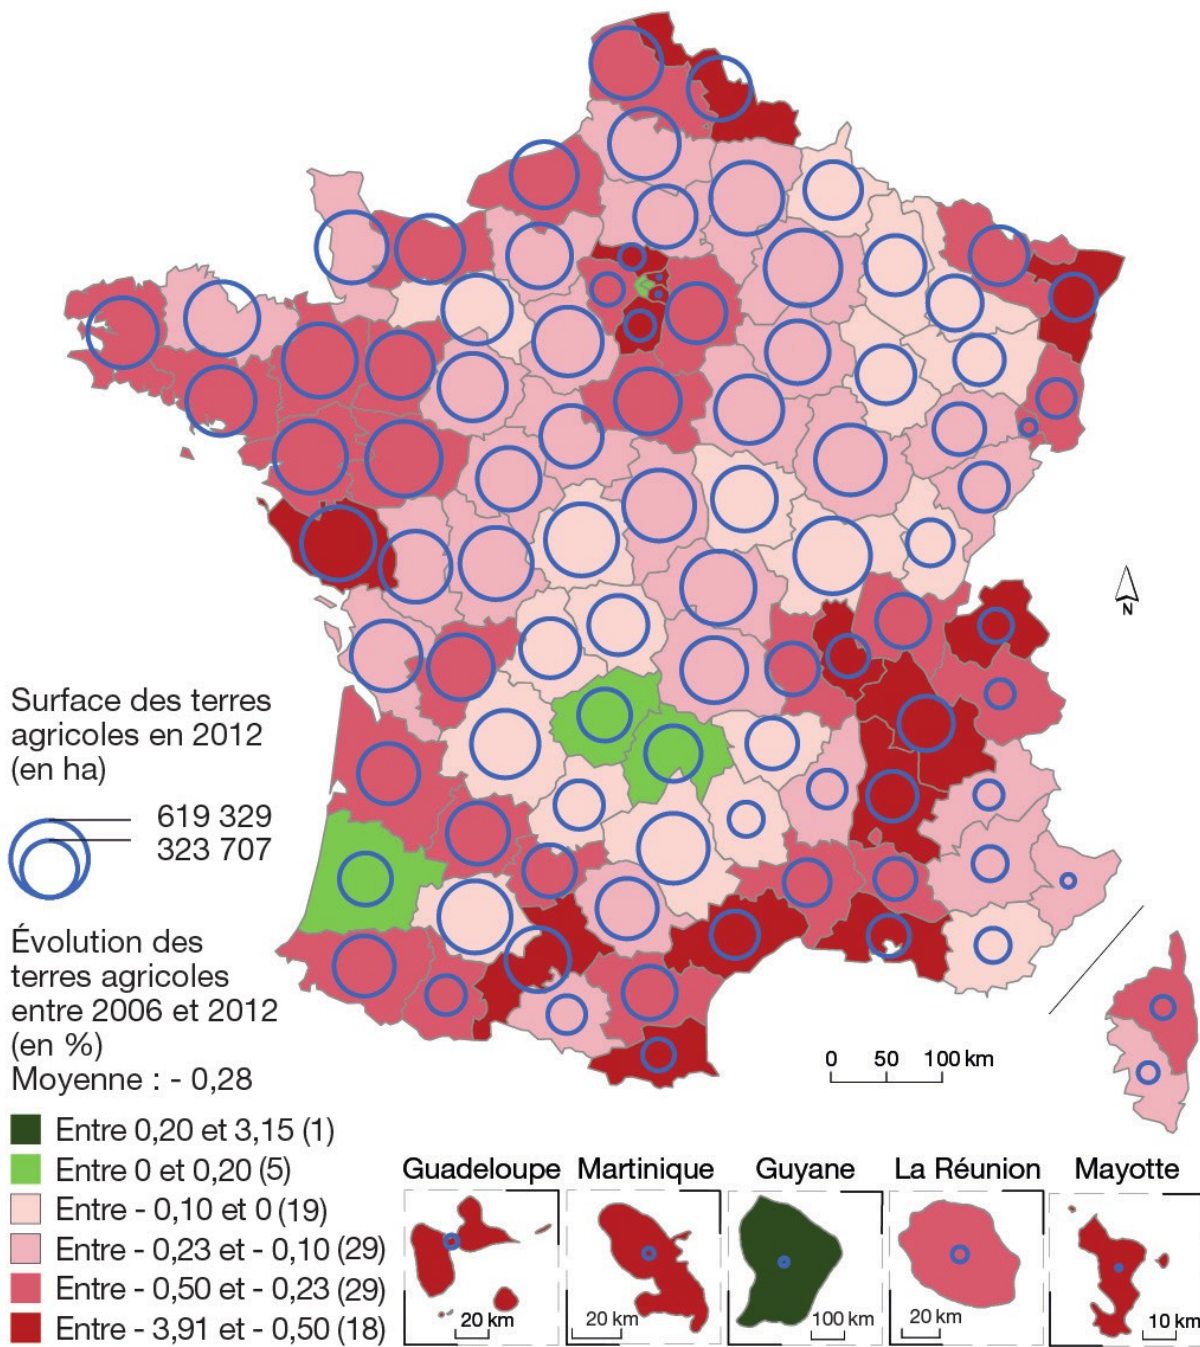 Surface des terres
agricoles en 2012
(en ha)
619 329
323 707
Évolution des
terres agricoles
entre 2006 et 2012
(en %)
Moyenne : - 0,28
Entre 0,20 et 3,15 (1)
Entre 0 et 0,20 (5)
Entre - 0,10 et 0 (19)
Entre - 0,23 et - 0,10 (29)
Entre - 0,50 et - 0,23 (29)
Entre - 3,91 et - 0,50 (18)
N
0 50 100 km
Guadeloupe
20 km
Martinique
20 km
Guyane
100 km
La Réunion
20 km
Mayotte
10 km